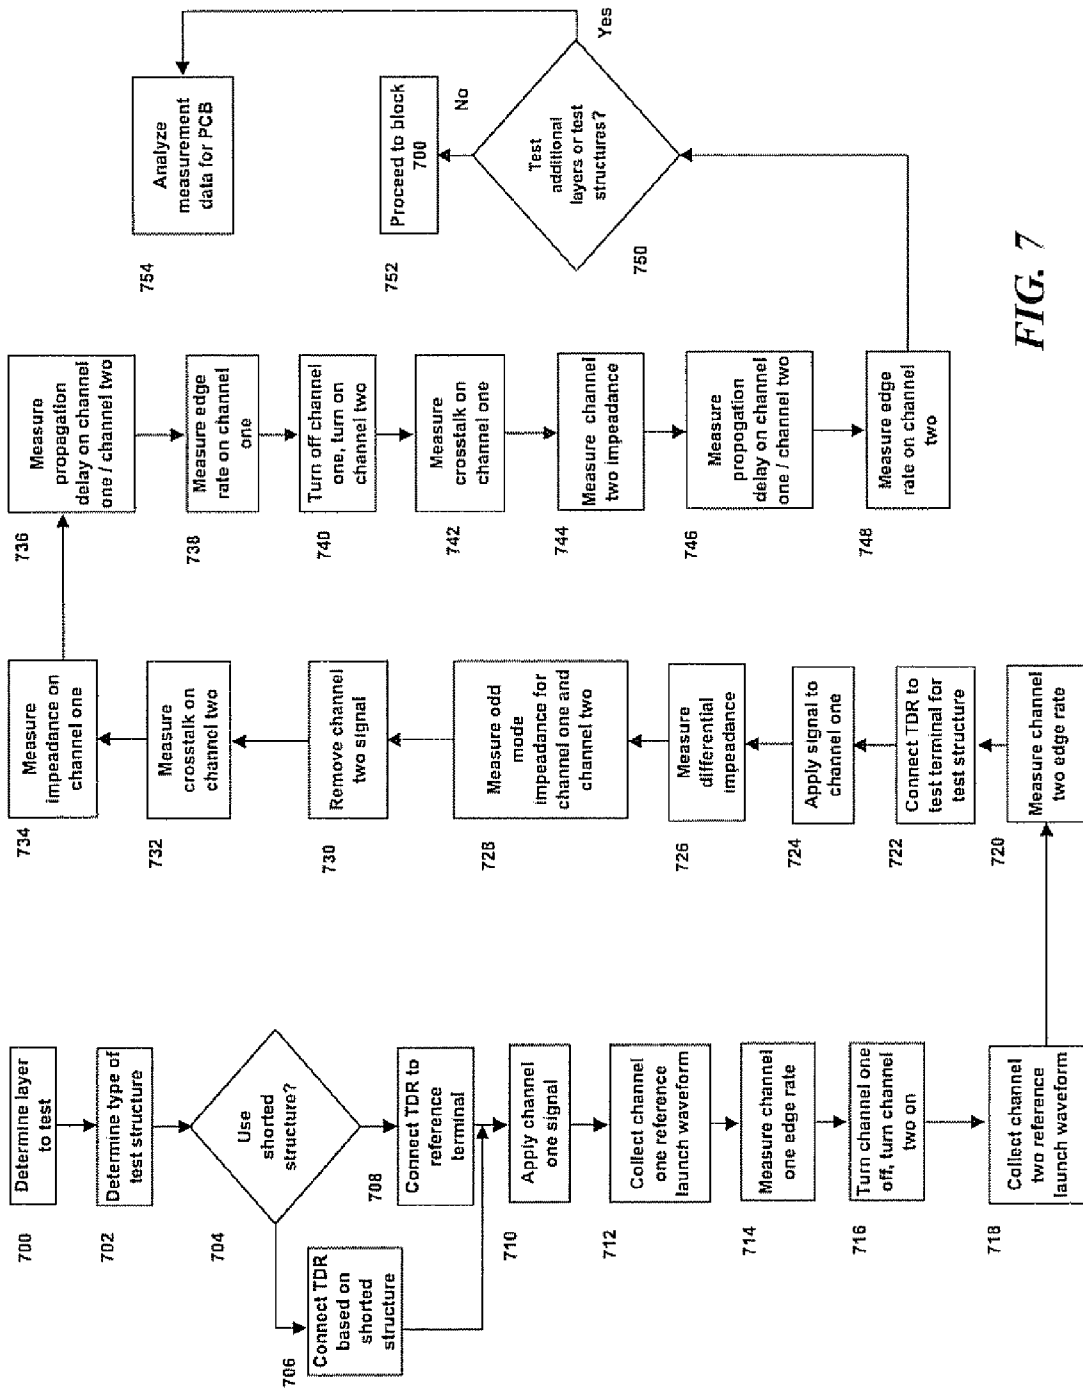 700
Determine layer
to test
702
Determine type of
test structure
704
Use
shorted
structure?
706
Connect TDR
based on
shorted
structure
708
Connect TDR to
reference
terminal
710
Apply channel
one signal
712
Collect channel
one reference
launch waveform
714
Measure channel
one edge rate
716
Turn channel one
off, turn channel
two on
718
Collect channel
two reference
launch waveform
720
Measure channel
two edge rate
722
Connect TDR to
test terminal for
test structure
724
Apply signal to
channel one
726
Measure
differential
impedance
728
Measure odd
mode
impedance for
channel one and
channel two
730
Remove channel
two signal
732
Measure
crosstalk on
channel two
734
Measure
impeadance on
channel one
736
Measure
propagation
delay on channel
one / channel two
738
Measure edge
rate on channel
one
740
Turn off channel
one, turn on
channel two
742
Measure
crosstalk on
channel one
744
Measure channel
two impedance
746
Measure
propogation
delay on channel
one / channel two
748
Measure edge
rate on channel
two
750
Test
additional
layers or test
structures?
No
Yes
752
Proceed to block
700
754
Analyze
measurement
data for PCB
FIG. 7